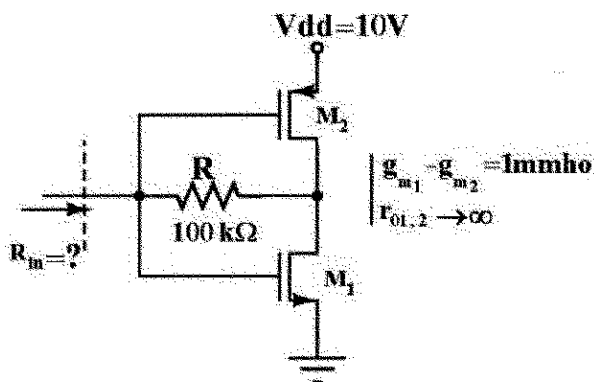 Vdd=10V
M2
R
100 kΩ
Rin=?
M1
gm1=gm2=1mmho
r01,2→∞